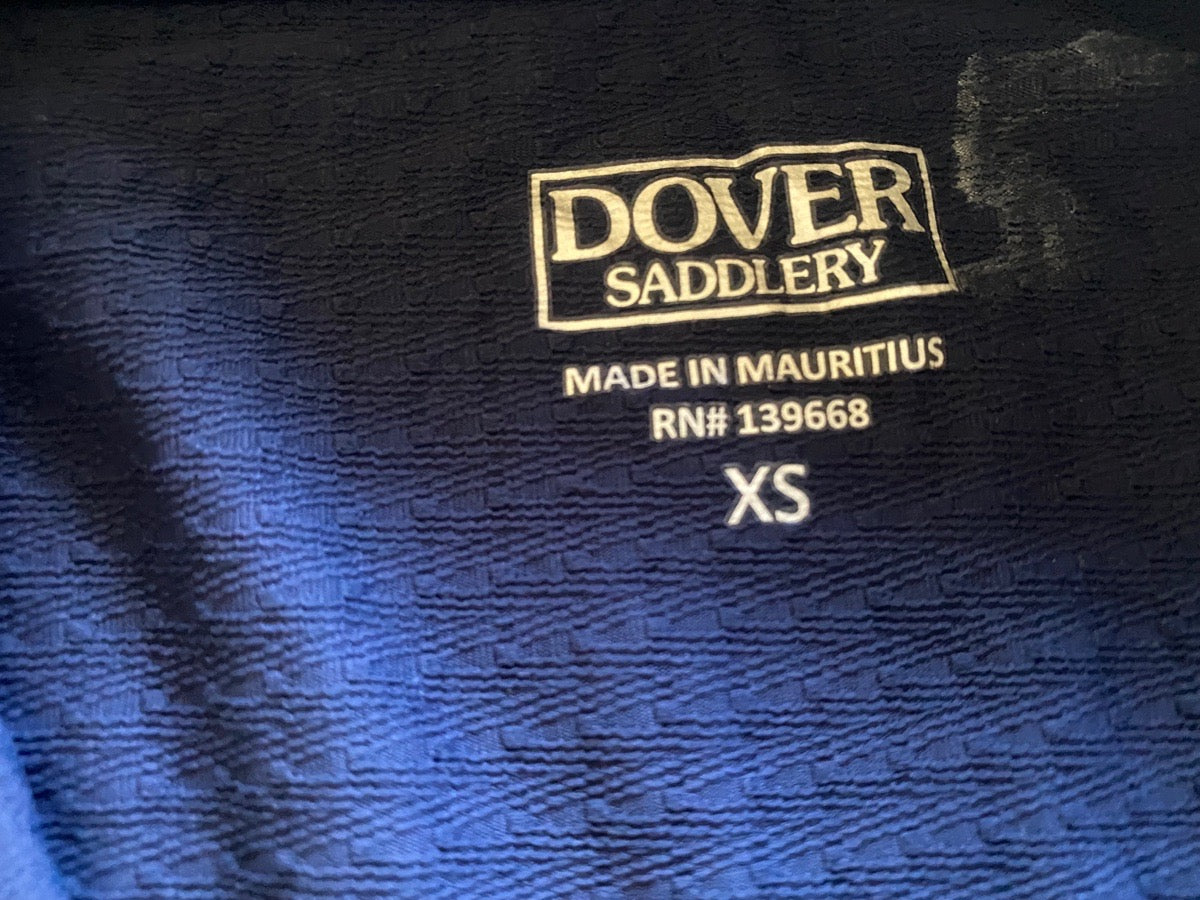 DOVER
SADDLERY
MADE IN MAURITIUS
RN# 139668
XS